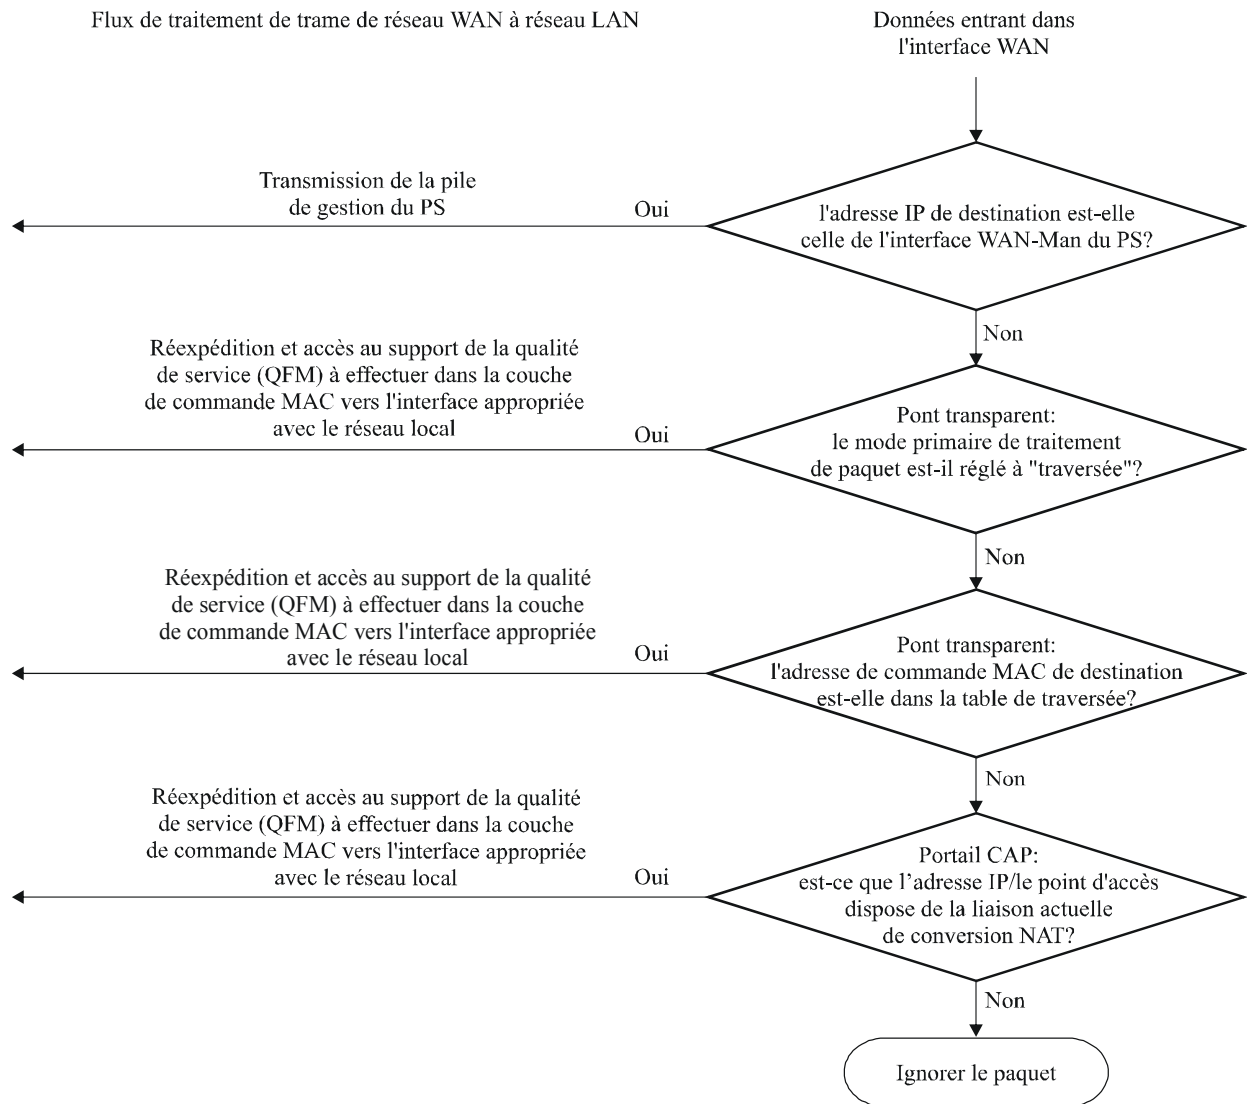 Flux de traitement de trame de réseau WAN à réseau LAN
Données entrant dans
l'interface WAN
Transmission de la pile
de gestion du PS
Oui
l'adresse IP de destination est-elle
celle de l'interface WAN-Man du PS?
Non
Réexpédition et accès au support de la qualité
de service (QFM) à effectuer dans la couche
de commande MAC vers l'interface appropriée
avec le réseau local
Oui
Pont transparent:
le mode primaire de traitement
de paquet est-il réglé à "traversée"?
Non
Réexpédition et accès au support de la qualité
de service (QFM) à effectuer dans la couche
de commande MAC vers l'interface appropriée
avec le réseau local
Oui
Pont transparent:
l'adresse de commande MAC de destination
est-elle dans la table de traversée?
Non
Réexpédition et accès au support de la qualité
de service (QFM) à effectuer dans la couche
de commande MAC vers l'interface appropriée
avec le réseau local
Oui
Portail CAP:
est-ce que l’adresse IP/le point d'accès
dispose de la liaison actuelle
de conversion NAT?
Non
Ignorer le paquet